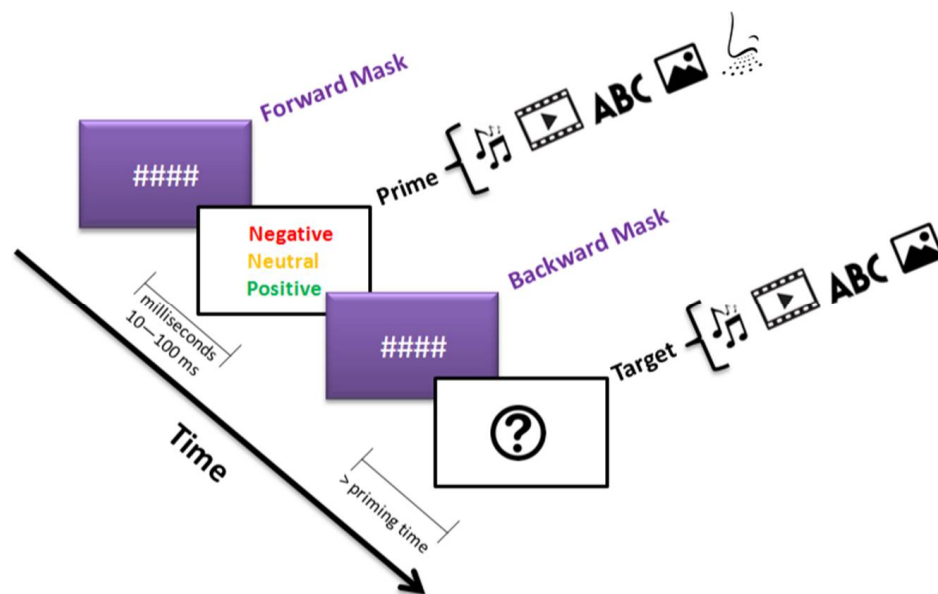 Forward Mask
####
Prime
ABC
Negative
Neutral
Positive
Backward Mask
####
milliseconds
10—100 ms
Target
ABC
?
Time
> priming time